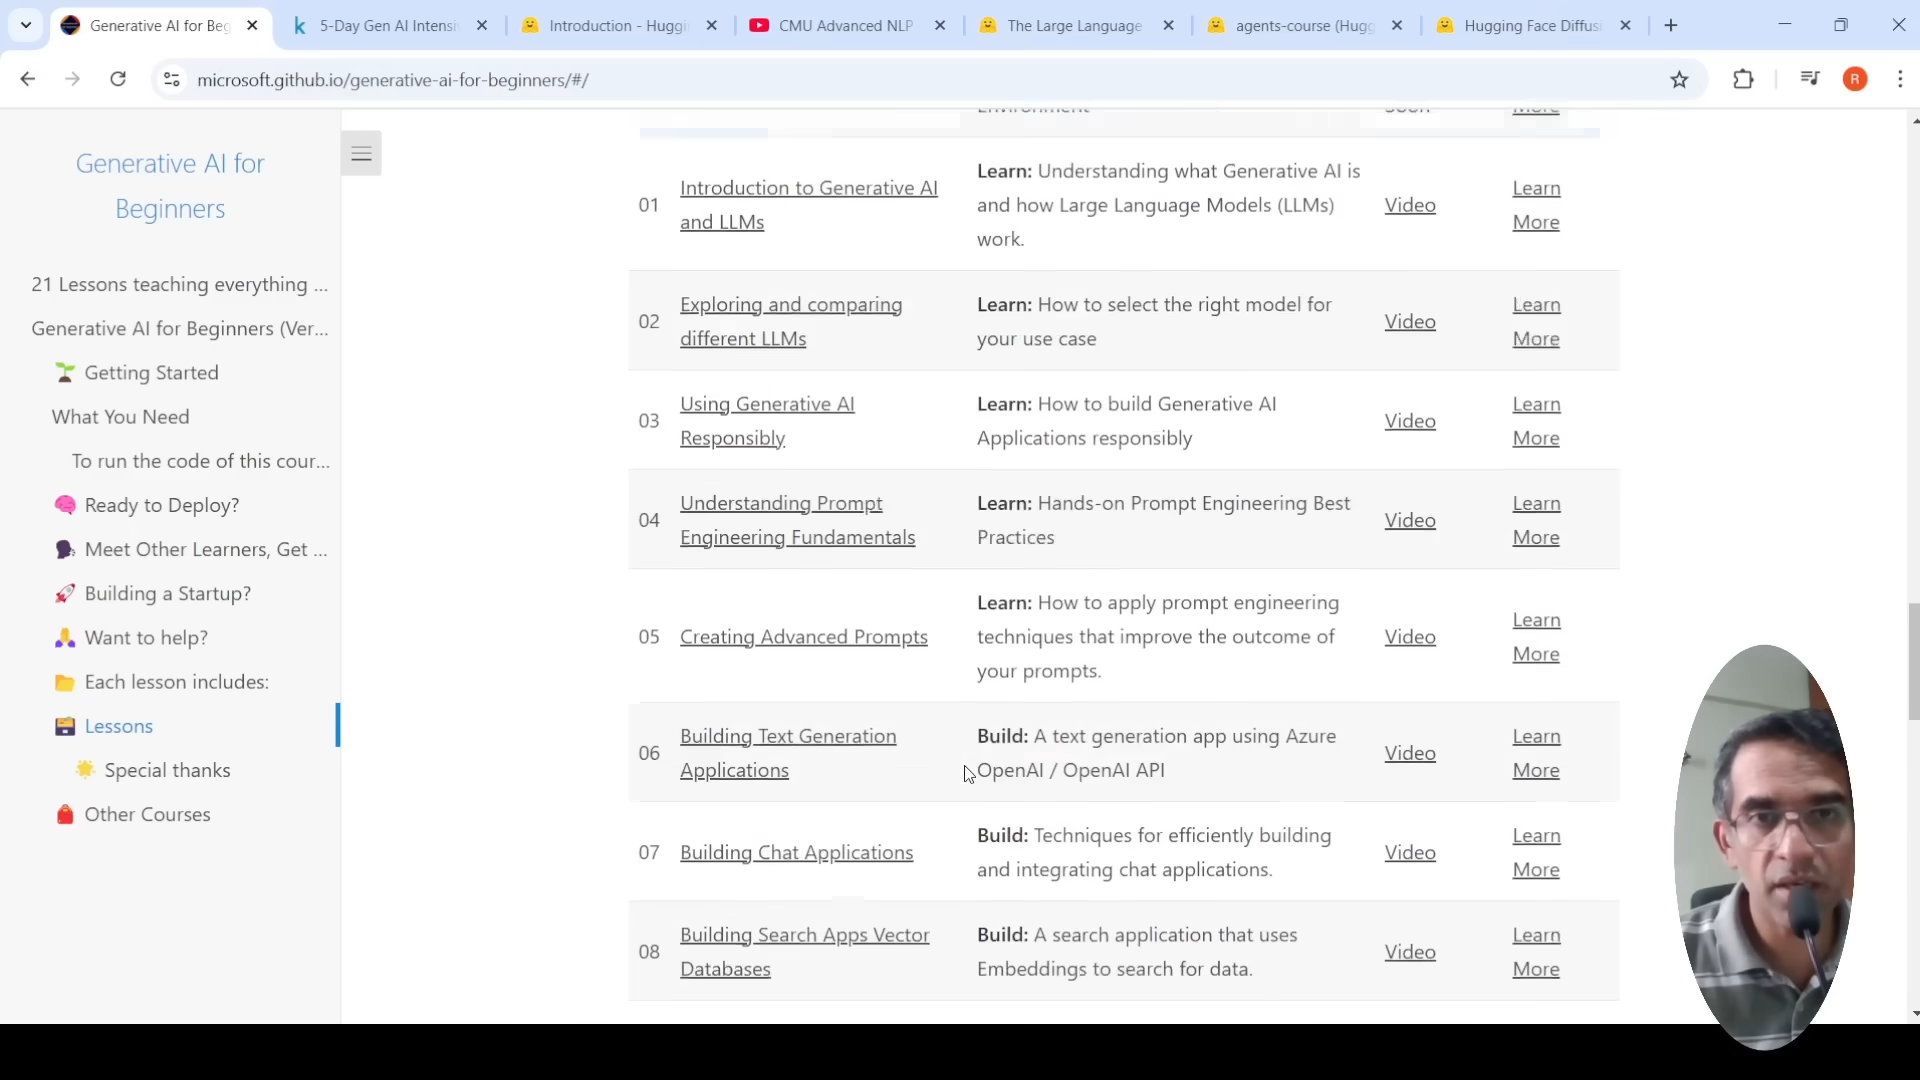 Generative AI for Beg
5-Day Gen AI Intensi
Introduction - Huggi
CMU Advanced NLP
The Large Language
agents-course (Hugg
Hugging Face Diffus
microsoft.github.io/generative-ai-for-beginners/#/
R
Generative AI for
Beginners
21 Lessons teaching everything ...
Generative AI for Beginners (Ver...
Getting Started
What You Need
To run the code of this cour...
Ready to Deploy?
Meet Other Learners, Get ...
Building a Startup?
Want to help?
Each lesson includes:
Lessons
Special thanks
Other Courses
Environment
Soon
More
01
Introduction to Generative AI
and LLMs
Learn: Understanding what Generative AI is
and how Large Language Models (LLMs)
work.
Video
Learn
More
02
Exploring and comparing
different LLMs
Learn: How to select the right model for
your use case
Video
Learn
More
03
Using Generative AI
Responsibly
Learn: How to build Generative AI
Applications responsibly
Video
Learn
More
04
Understanding Prompt
Engineering Fundamentals
Learn: Hands-on Prompt Engineering Best
Practices
Video
Learn
More
05
Creating Advanced Prompts
Learn: How to apply prompt engineering
techniques that improve the outcome of
your prompts.
Video
Learn
More
06
Building Text Generation
Applications
Build: A text generation app using Azure
OpenAI / OpenAI API
Video
Learn
More
07
Building Chat Applications
Build: Techniques for efficiently building
and integrating chat applications.
Video
Learn
More
08
Building Search Apps Vector
Databases
Build: A search application that uses
Embeddings to search for data.
Video
Learn
More